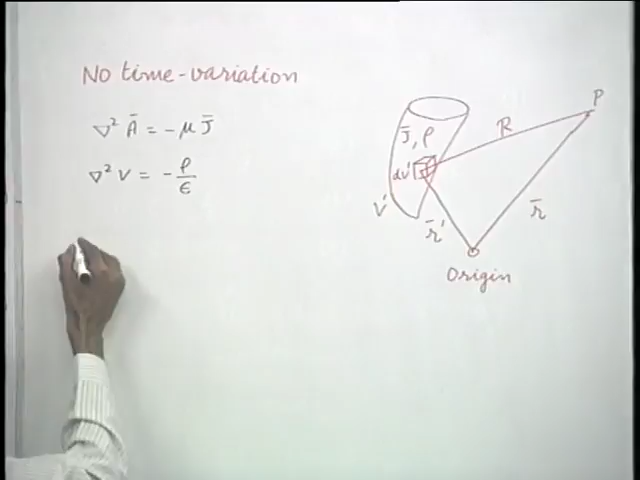 No time-variation
∇² Ā = -μ J̄
∇² V = -ρ/ϵ
J̄, ρ
dv'
V'
R
P
r̄'
r̄
Origin